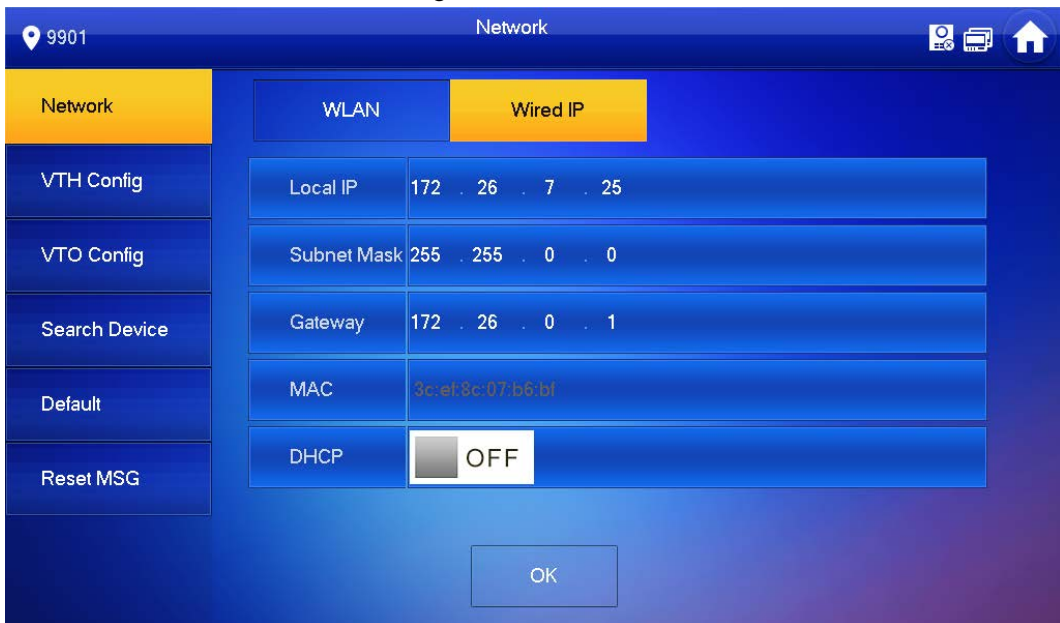 Network
9901
Network
WLAN
Wired IP
VTH Config
VTO Config
Search Device
Default
Reset MSG
Local IP 172 . 26 . 7 . 25
Subnet Mask 255 . 255 . 0 . 0
Gateway 172 . 26 . 0 . 1
MAC 3c:ef:8c:07:b6:bf
DHCP OFF
OK